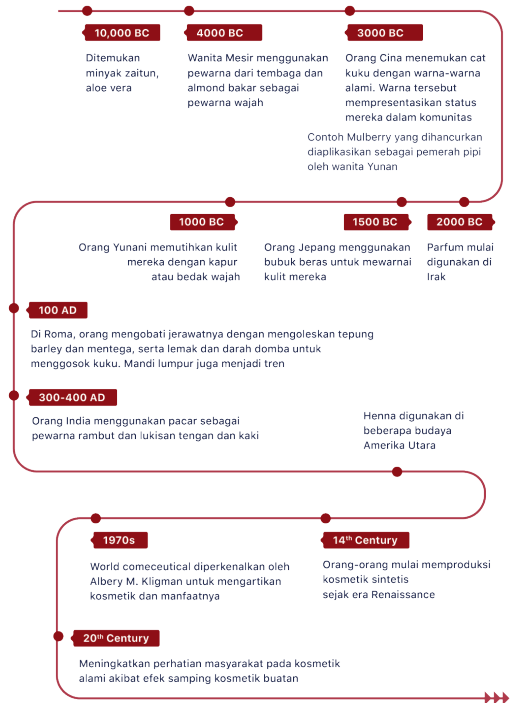 10,000 BC
Ditemukan
minyak zaitun,
aloe vera
4000 BC
Wanita Mesir menggunakan
pewarna dari tembaga dan
almond bakar sebagai
pewarna wajah
3000 BC
Orang Cina menemukan cat
kuku dengan warna-warna
alami. Warna tersebut
mempresentasikan status
mereka dalam komunitas
Contoh Mulberry yang dihancurkan
diaplikasikan sebagai pemerah pipi
oleh wanita Yunan
2000 BC
Parfum mulai
digunakan di
Irak
1500 BC
Orang Jepang menggunakan
bubuk beras untuk mewarnai
kulit mereka
1000 BC
Orang Yunani memutihkan kulit
mereka dengan kapur
atau bedak wajah
100 AD
Di Roma, orang mengobati jerawatnya dengan mengoleskan tepung
barley dan mentega, serta lemak dan darah domba untuk
menggosok kuku. Mandi lumpur juga menjadi tren
300-400 AD
Orang India menggunakan pacar sebagai
pewarna rambut dan lukisan tengan dan kaki
Henna digunakan di
beberapa budaya
Amerika Utara
14th Century
Orang-orang mulai memproduksi
kosmetik sintetis
sejak era Renaissance
1970s
World comeceutical diperkenalkan oleh
Albery M. Kligman untuk mengartikan
kosmetik dan manfaatnya
20th Century
Meningkatkan perhatian masyarakat pada kosmetik
alami akibat efek samping kosmetik buatan